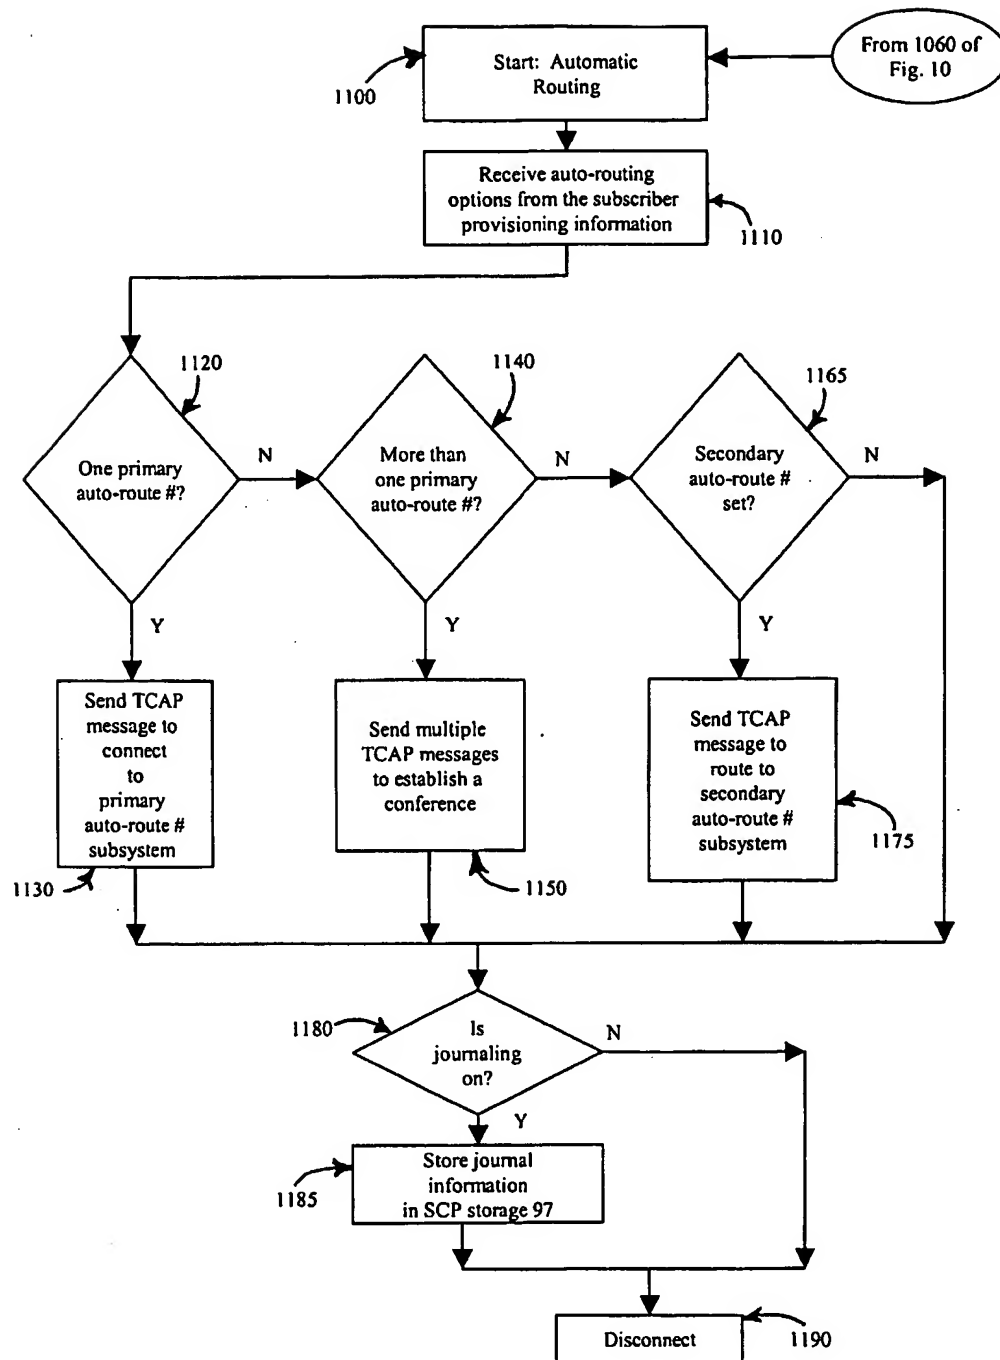 Start: Automatic
Routing
From 1060 of
Fig. 10
1100
Receive auto-routing
options from the subscriber
provisioning information
1110
1120
1140
1165
One primary
auto-route #?
N
More than
one primary
auto-route #?
N
Secondary
auto-route #
set?
N
Y
Y
Y
Send TCAP
message to
connect
to
primary
auto-route #
subsystem
1130
Send multiple
TCAP messages
to establish a
conference
1150
Send TCAP
message to
route to
secondary
auto-route #
subsystem
1175
1180
Is
journaling
on?
N
Y
Store journal
information
in SCP storage 97
1185
Disconnect
1190